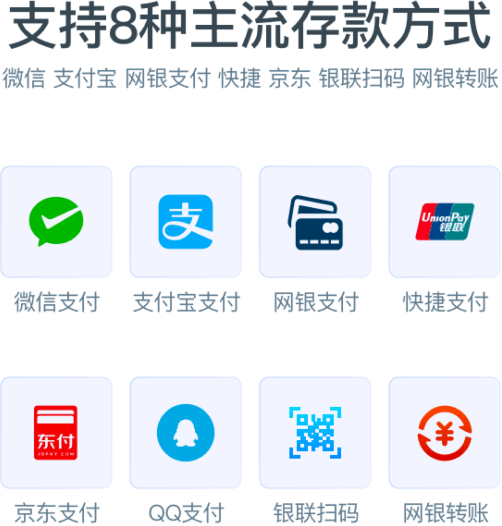 支持8种主流存款方式
微信 支付宝 网银支付 快捷 京东 银联扫码 网银转账
支
UnionPay
银联
微信支付 支付宝支付 网银支付 快捷支付
东付
JDPAY.COM
京东支付 QQ支付 银联扫码 网银转账